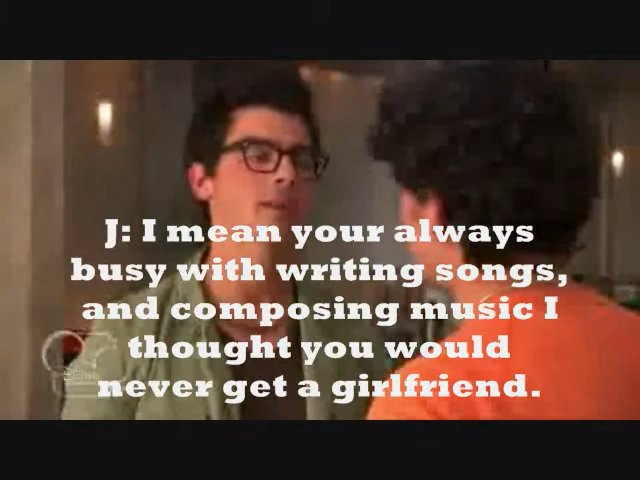 J: I mean your always
busy with writing songs,
and composing music I
thought you would
never get a girlfriend.